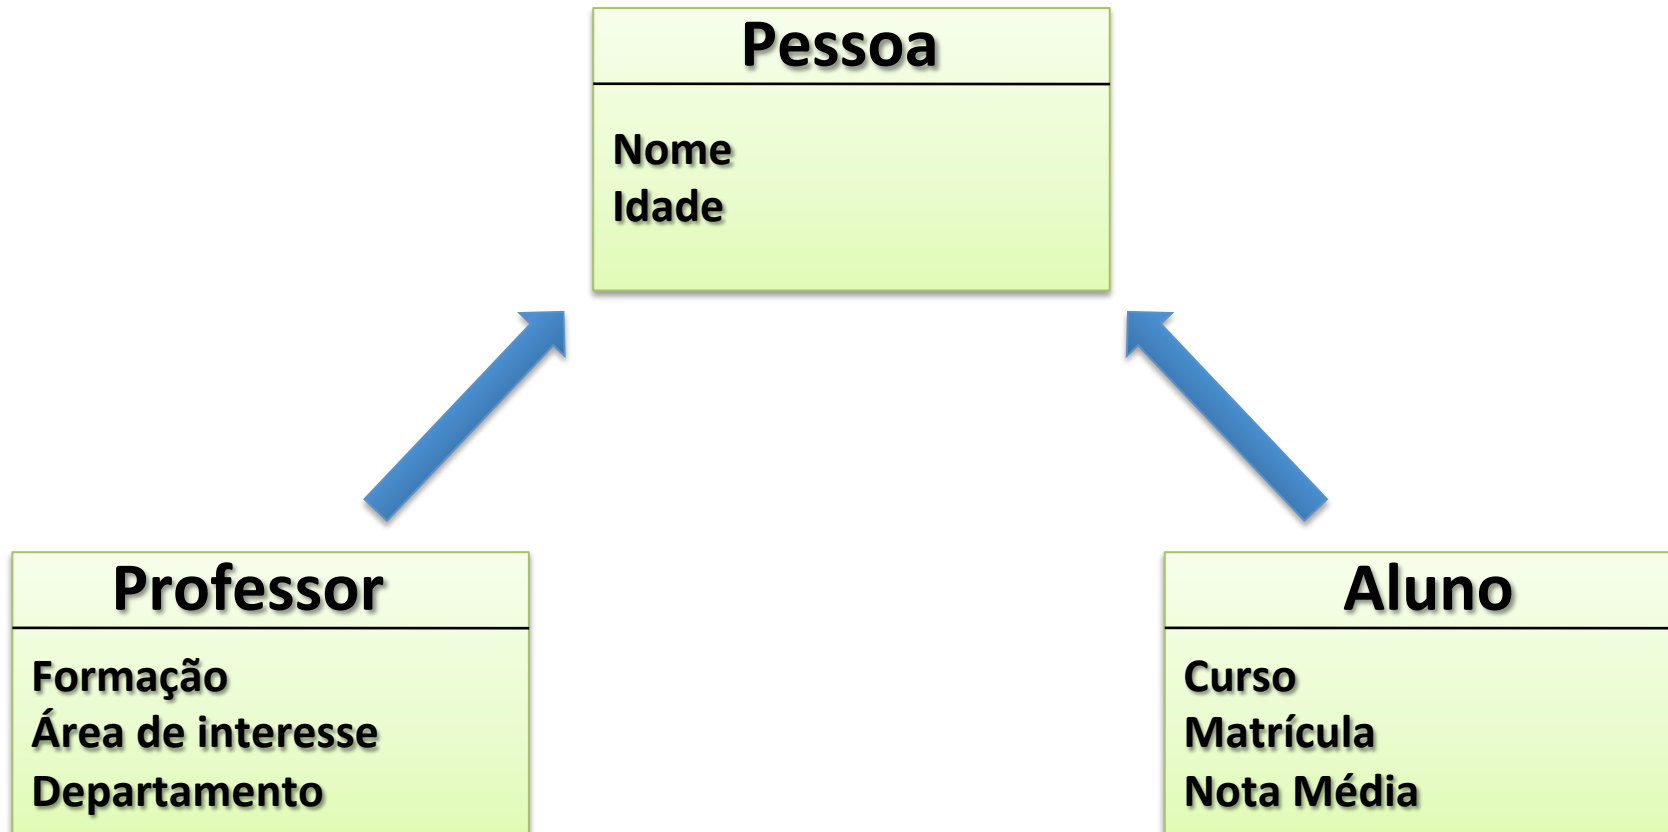 Pessoa
Nome
Idade
Professor
Formação
Área de interesse
Departamento
Aluno
Curso
Matrícula
Nota Média